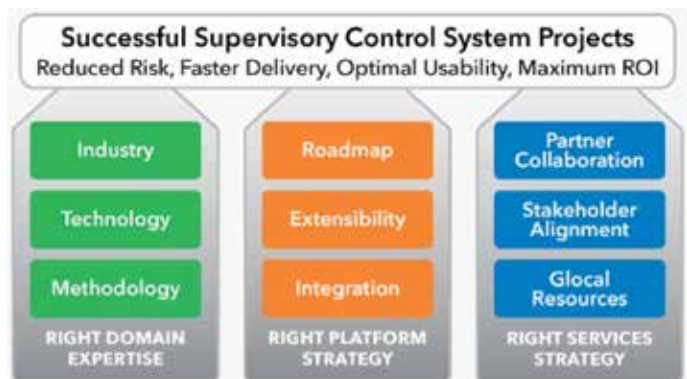 Successful Supervisory Control System Projects
Reduced Risk, Faster Delivery, Optimal Usability, Maximum ROI
Industry
Technology
Methodology
RIGHT DOMAIN
EXPERTISE
Roadmap
Extensibility
Integration
RIGHT PLATFORM
STRATEGY
Partner
Collaboration
Stakeholder
Alignment
Glocal
Resources
RIGHT SERVICES
STRATEGY